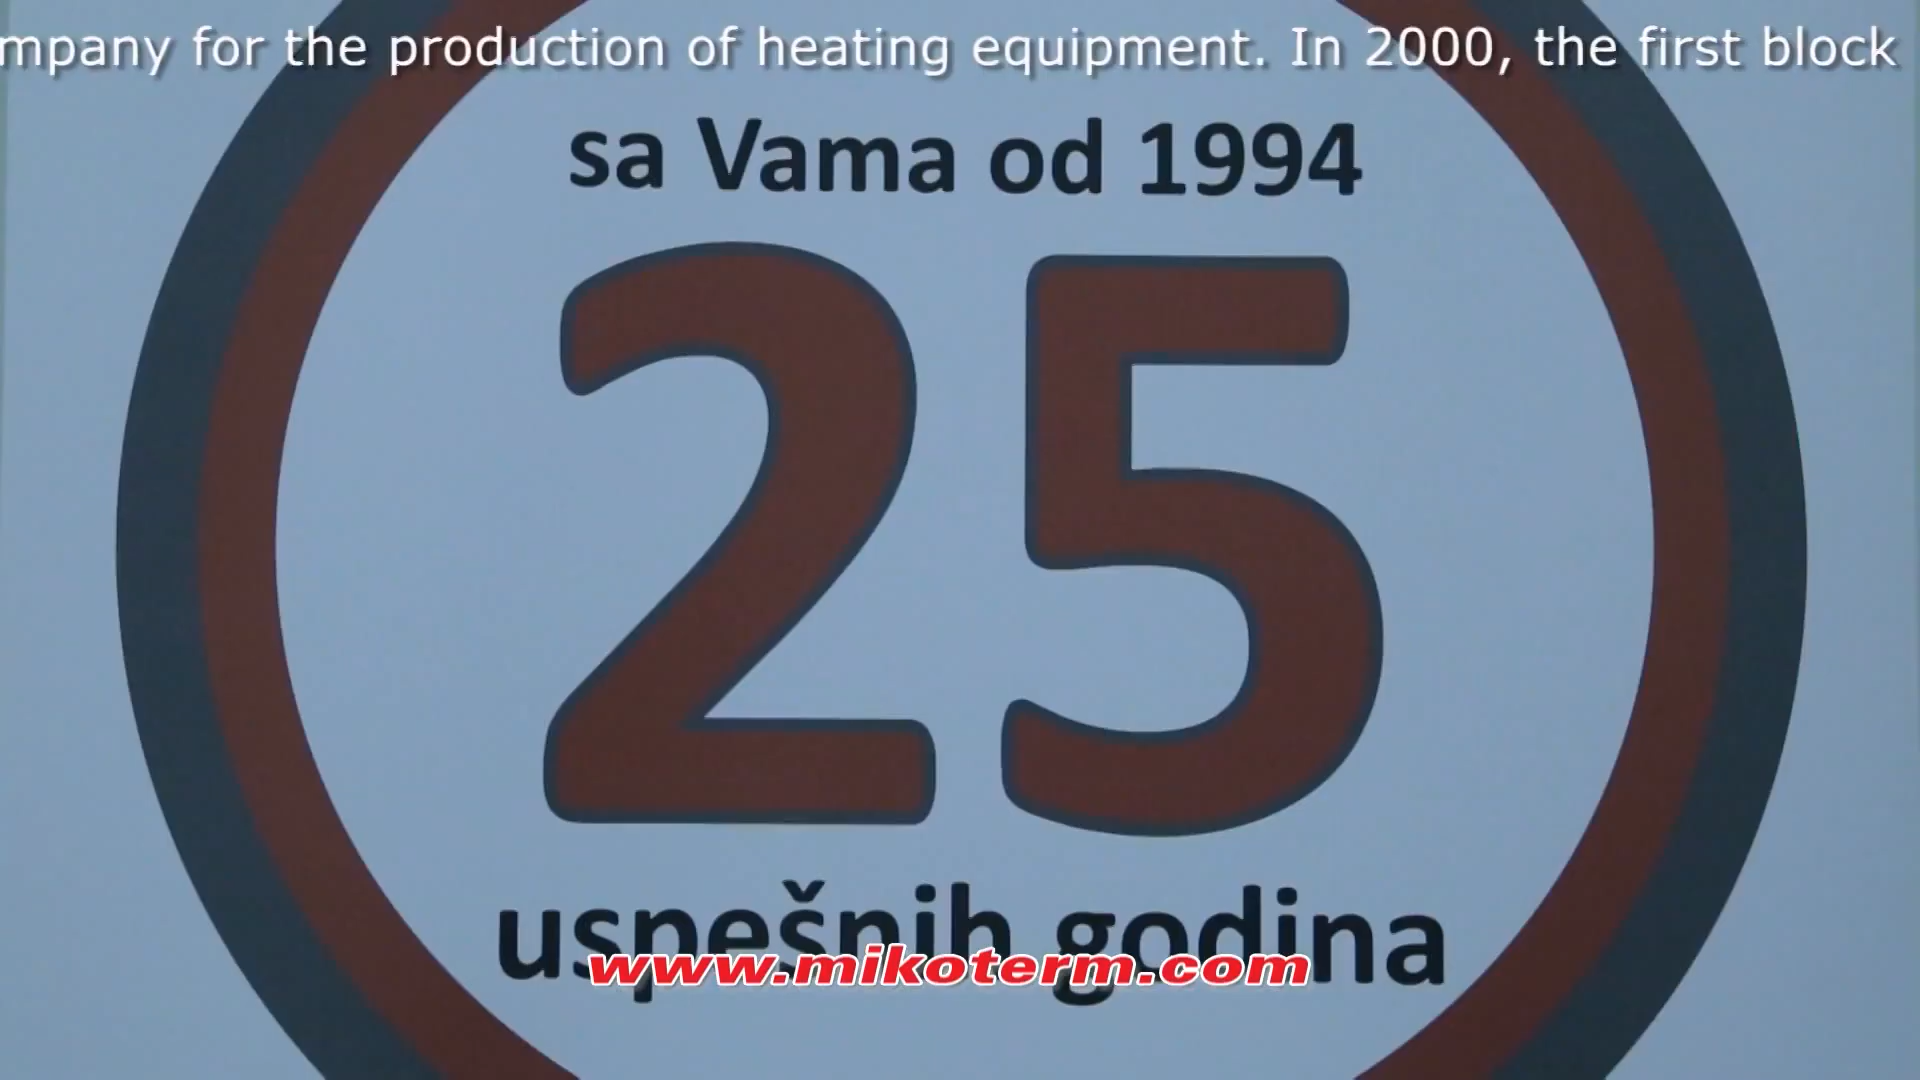 for the production of heating equipment. In 2000, the first block
sa Vama od 1994
25
uspešnih godina
www.mikoterm.com